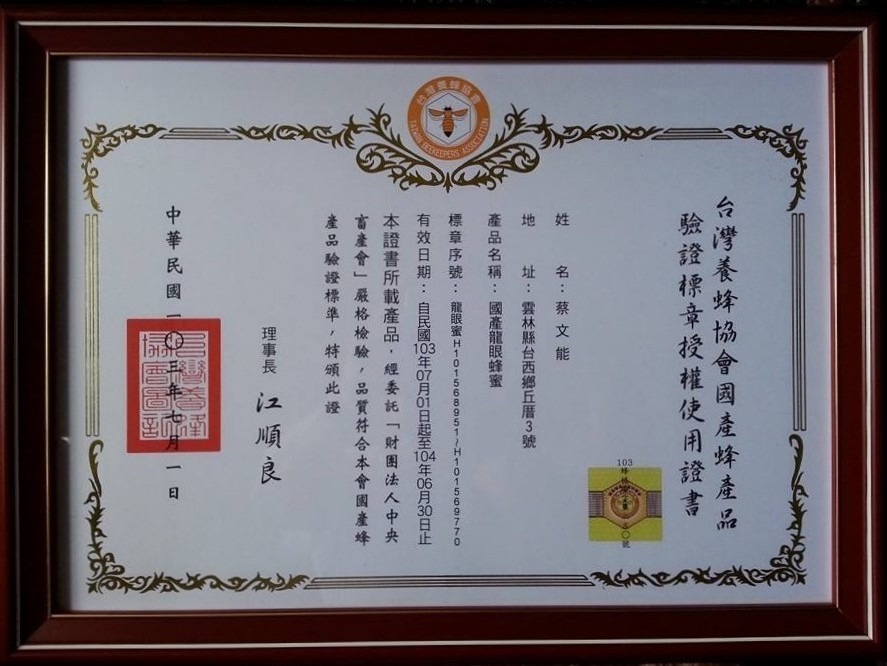 台灣養蜂協會
TAIWAN BEEKEEPERS' ASSOCIATION
台灣養蜂協會國產蜂產品
驗證標章授權使用證書
103
姓名：蔡文能
地址：雲林縣台西鄉丘厝3號
產品名稱：國產龍眼蜂蜜
標章序號：龍眼蜜H101568951~H101569770
有效日期：自民國103年07月01日起至104年06月30日止
本證書所載產品，經委託「財團法人中央
畜產會」嚴格檢驗，品質符合本會國產蜂
產品驗證標準，特頒此證
理事長 江順良
中華民國一〇三年七月一日